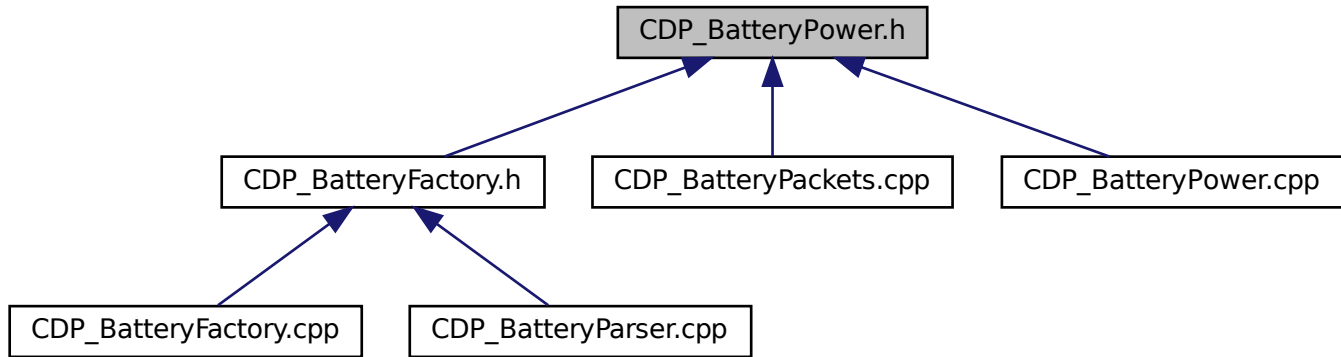 CDP_BatteryPower.h
CDP_BatteryFactory.h
CDP_BatteryPackets.cpp
CDP_BatteryPower.cpp
CDP_BatteryFactory.cpp
CDP_BatteryParser.cpp